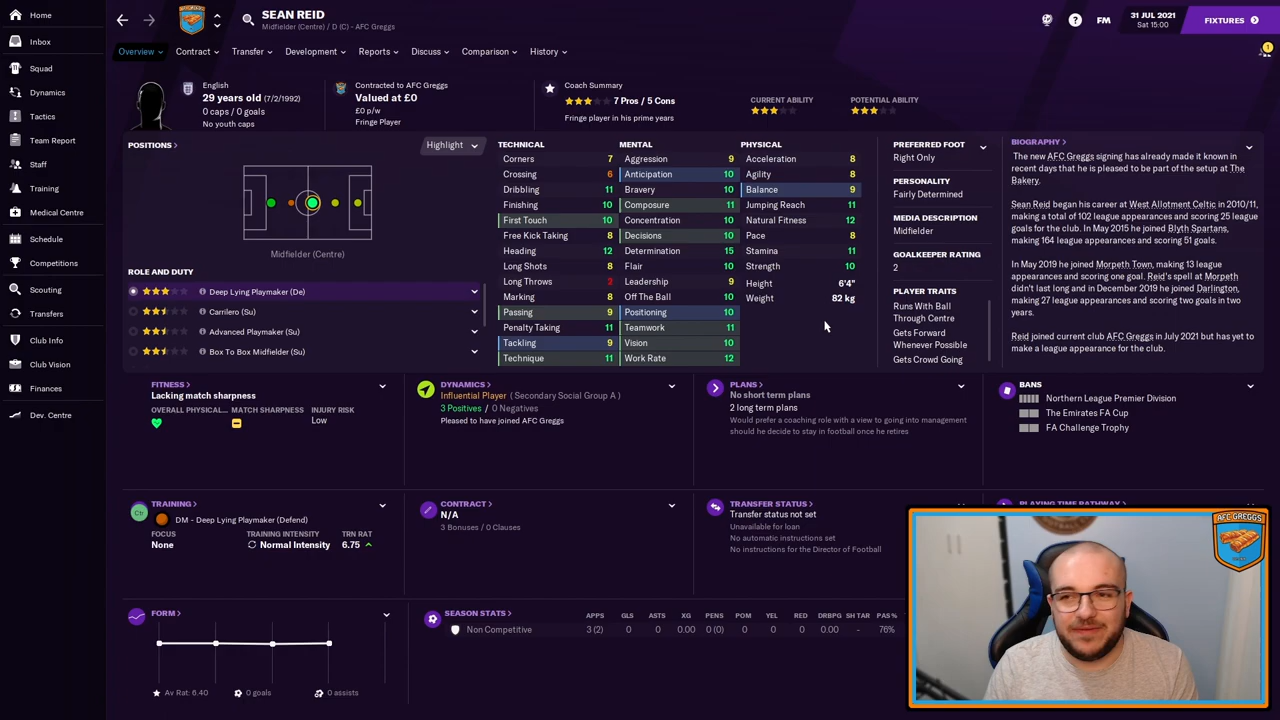 Home
Inbox
Squad
Dynamics
Tactics
Team Report
Staff
Training
Medical Centre
Schedule
Competitions
Scouting
Transfers
Club Info
Club Vision
Finances
Dev. Centre
SEAN REID
Midfielder (Centre) / D (C) - AFC Greggs
FM
31 JUL 2021
Sat 15:00
FIXTURES
1
Overview
Contract
Transfer
Development
Reports
Discuss
Comparison
History
English
29 years old (7/2/1992)
0 caps / 0 goals
No youth caps
Contracted to AFC Greggs
Valued at £0
£0 p/w
Fringe Player
Coach Summary
7 Pros / 5 Cons
Fringe player in his prime years
CURRENT ABILITY
POTENTIAL ABILITY
POSITIONS
Highlight
Midfielder (Centre)
ROLE AND DUTY
Deep Lying Playmaker (De)
Carrilero (Su)
Advanced Playmaker (Su)
Box To Box Midfielder (Su)
TECHNICAL
Corners 7
Crossing 6
Dribbling 11
Finishing 10
First Touch 10
Free Kick Taking 8
Heading 12
Long Shots 8
Long Throws 2
Marking 8
Passing 9
Penalty Taking 11
Tackling 9
Technique 11
MENTAL
Aggression 9
Anticipation 10
Bravery 10
Composure 11
Concentration 10
Decisions 10
Determination 15
Flair 10
Leadership 9
Off The Ball 10
Positioning 10
Teamwork 11
Vision 10
Work Rate 12
PHYSICAL
Acceleration 8
Agility 8
Balance 9
Jumping Reach 11
Natural Fitness 12
Pace 8
Stamina 11
Strength 10
Height 6'4"
Weight 82 kg
PREFERRED FOOT
Right Only
PERSONALITY
Fairly Determined
MEDIA DESCRIPTION
Midfielder
GOALKEEPER RATING
2
PLAYER TRAITS
Runs With Ball
Through Centre
Gets Forward
Whenever Possible
Gets Crowd Going
BIOGRAPHY
The new AFC Greggs signing has already made it known in
recent days that he is pleased to be part of the setup at The
Bakery.
Sean Reid began his career at West Allotment Celtic in 2010/11,
making a total of 102 league appearances and scoring 25 league
goals for the club. In May 2015 he joined Blyth Spartans,
making 164 league appearances and scoring 51 goals.
In May 2019 he joined Morpeth Town, making 13 league
appearances and scoring one goal. Reid's spell at Morpeth
didn't last long and in December 2019 he joined Darlington,
making 27 league appearances and scoring two goals in two
years.
Reid joined current club AFC Greggs in July 2021 but has yet to
make a league appearance for the club.
FITNESS
Lacking match sharpness
OVERALL PHYSICAL...
MATCH SHARPNESS
INJURY RISK
Low
DYNAMICS
Influential Player ( Secondary Social Group A )
3 Positives / 0 Negatives
Pleased to have joined AFC Greggs
PLANS
No short term plans
2 long term plans
Would prefer a coaching role with a view to going into management
should he decide to stay in football once he retires
BANS
Northern League Premier Division
The Emirates FA Cup
FA Challenge Trophy
TRAINING
Ctr
DM - Deep Lying Playmaker (Defend)
FOCUS
None
TRAINING INTENSITY
Normal Intensity
TRN RAT
6.75
CONTRACT
N/A
3 Bonuses / 0 Clauses
TRANSFER STATUS
Transfer status not set
Unavailable for loan
No automatic instructions set
No instructions for the Director of Football
PLAYING TIME PATHWAY
AFC GREGGS
FORM
Av Rat: 6.40
0 goals
0 assists
SEASON STATS
APPS GLS ASTS XG PENS POM YEL RED DRBPG SH TAR PAS%
Non Competitive 3 (2) 0 0 0.00 0 (0) 0 0 0 0.00 - 76%